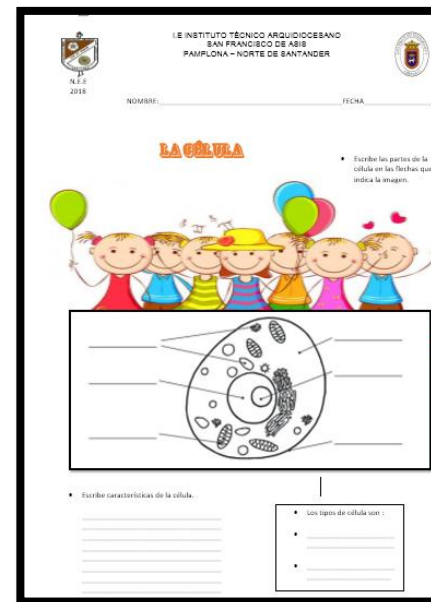 I.E INSTITUTO TÉCNICO ARQUIDIOCESANO
SAN FRANCISCO DE ASIS
PAMPLONA – NORTE DE SANTANDER
N.E.E
2018
NOMBRE: FECHA
LA CÉLULA
• Escribe las partes de la
célula en las flechas que
indica la imagen.
• Escribe características de la célula.
• Los tipos de célula son :